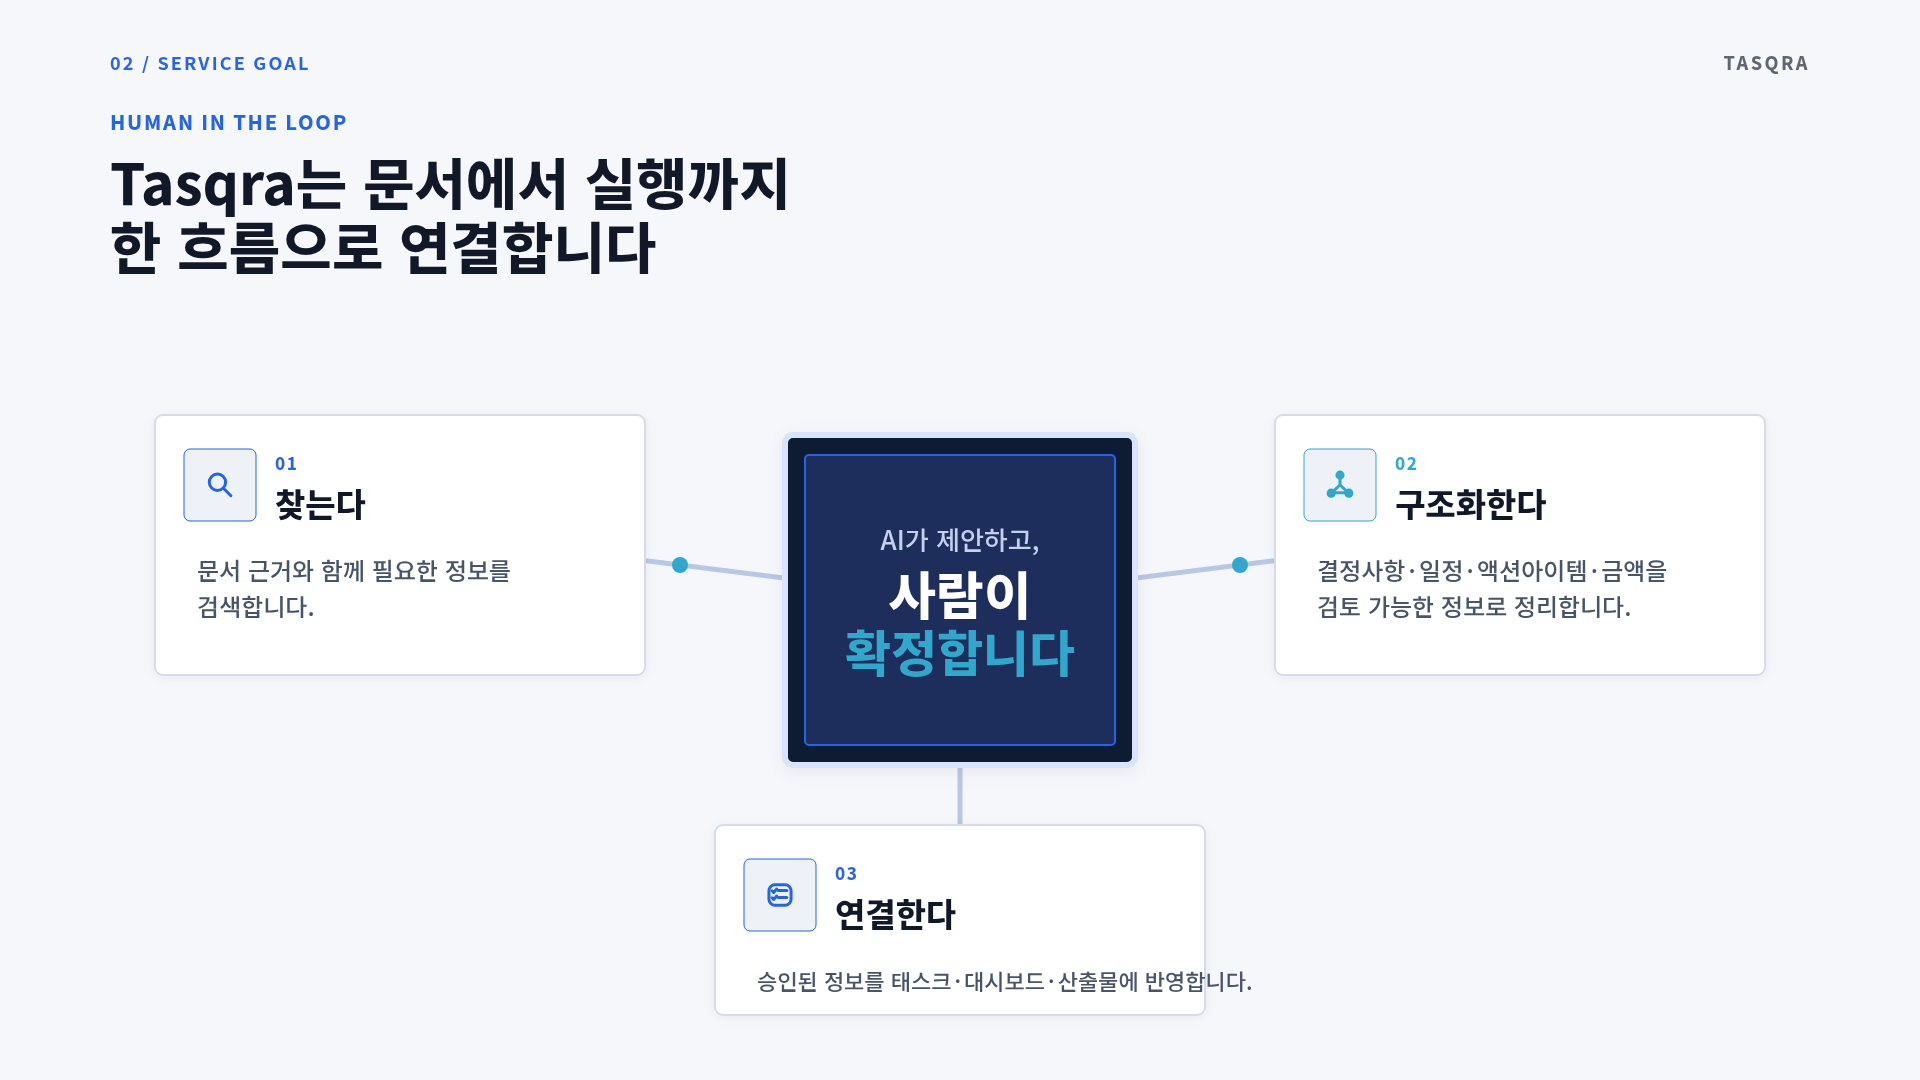 02 / SERVICE GOAL
TASQRA
HUMAN IN THE LOOP
Tasqra는 문서에서 실행까지
한 흐름으로 연결합니다
01
찾는다
문서 근거와 함께 필요한 정보를
검색합니다.
AI가 제안하고,
사람이
확정합니다
02
구조화한다
결정사항·일정·액션아이템·금액을
검토 가능한 정보로 정리합니다.
03
연결한다
승인된 정보를 태스크·대시보드·산출물에 반영합니다.